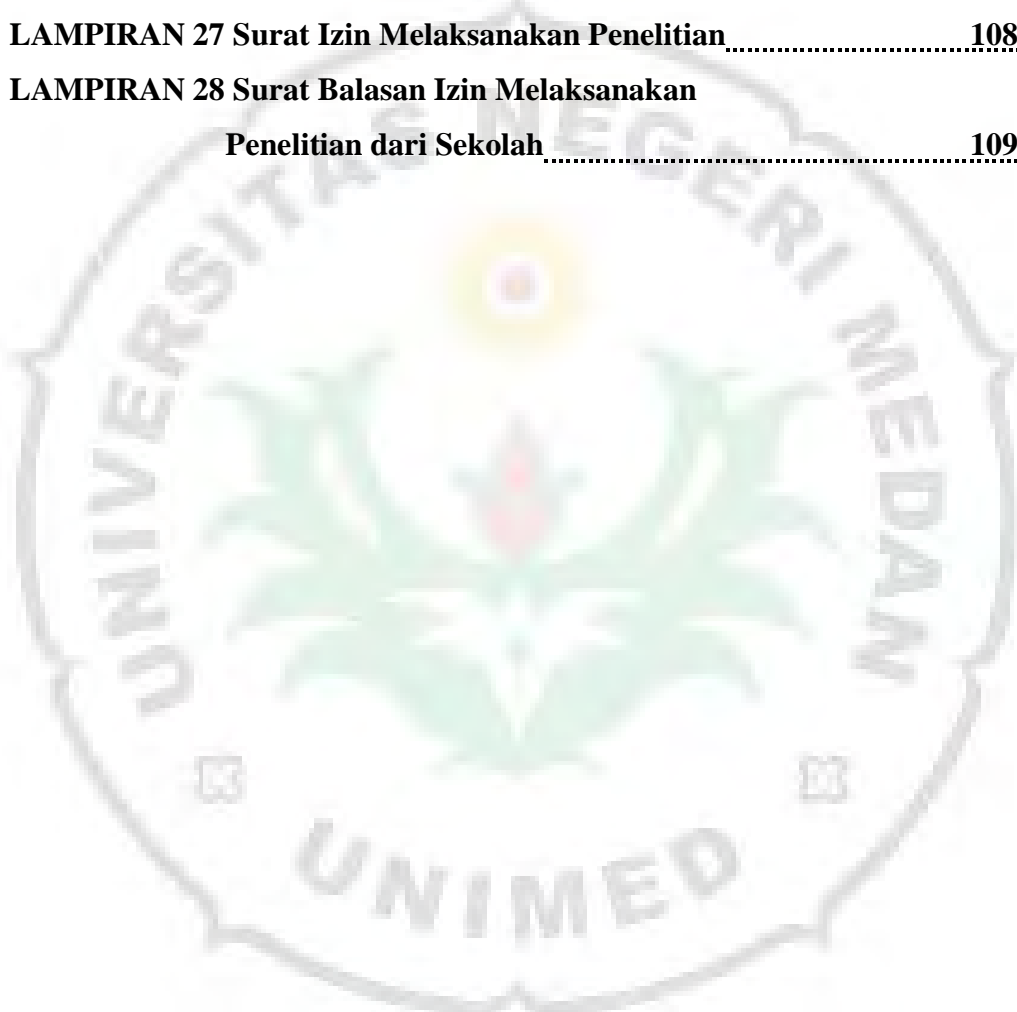 LAMPIRAN 27 Surat Izin Melaksanakan Penelitian 108
LAMPIRAN 28 Surat Balasan Izin Melaksanakan
Penelitian dari Sekolah 109
UNIVERSITAS NEGERI MEDAN
UNIMED